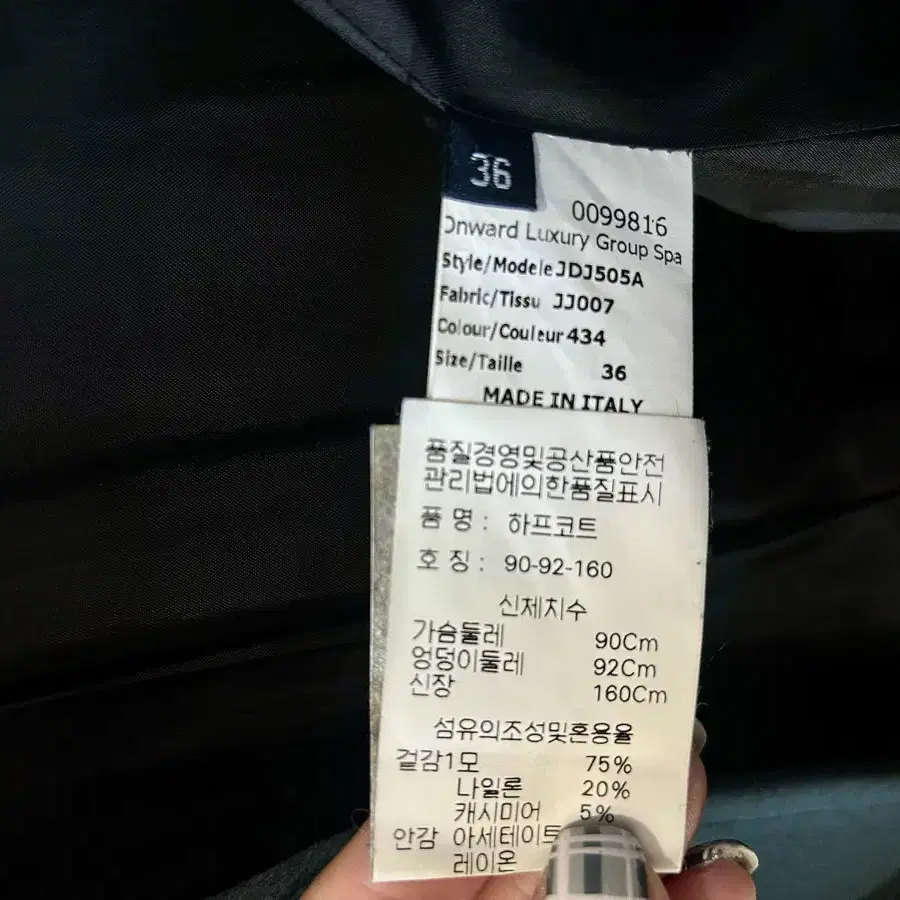 36
0099816
Onward Luxury Group Spa
Style/Modele JDJ505A
Fabric/Tissu JJ007
Colour/Couleur 434
Size/Taille 36
MADE IN ITALY
품질경영및공산품안전
관리법에의한품질표시
품 명 : 하프코트
호 칭 : 90-92-160
신체치수
가슴둘레 90Cm
엉덩이둘레 92Cm
신장 160Cm
섬유의조성및혼용율
겉감1모 75%
나일론 20%
캐시미어 5%
안감 아세테이트
레이온